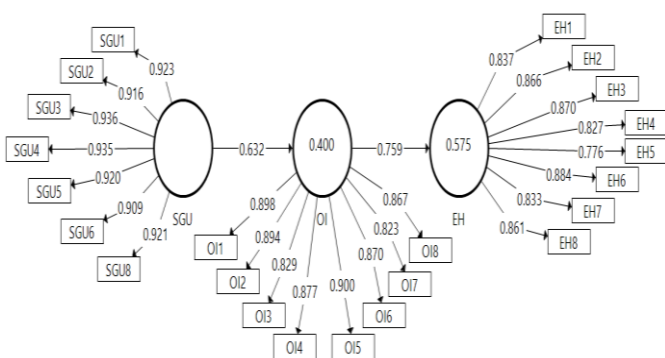 SGU1
SGU2
SGU3
SGU4
SGU5
SGU6
SGU8
0.923
0.916
0.936
0.935
0.920
0.909
0.921
SGU
0.632
0.400
OI
0.898
0.894
0.829
0.877
0.900
0.870
0.823
0.867
OI1
OI2
OI3
OI4
OI5
OI6
OI7
OI8
0.759
0.575
EH
0.837
0.866
0.870
0.827
0.776
0.884
0.833
0.861
EH1
EH2
EH3
EH4
EH5
EH6
EH7
EH8